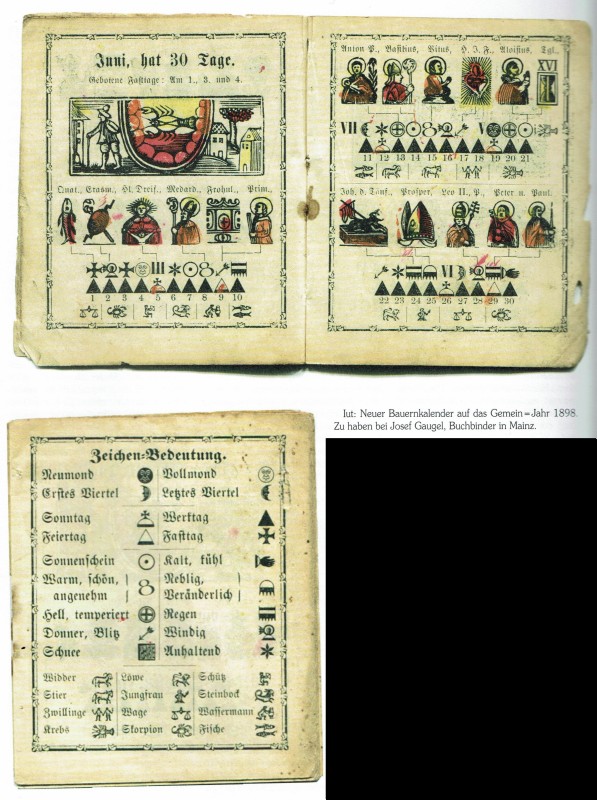 Juni, hat 30 Tage.
Gebotene Fasttage: Am 1., 3. und 4.
Quat., Erasm., Hl. Dreif., Medard., Frohnl., Prim.,
III
1 2 3 4 5 6 7 8 9 10
Anton P., Basilius, Vitus, H. J. F., Aloisius, Tgl.,
XVI
VII V
11 12 13 14 15 16 17 18 19 20 21
Joh. d. Täuf., Prosper, Leo II., P., Peter u. Paul.
VI
22 23 24 25 26 27 28 29 30
Iut: Neuer Bauernkalender auf das Gemein=Jahr 1898.
Zu haben bei Josef Gaugel, Buchbinder in Mainz.
Zeichen=Bedeutung.
Neumond Vollmond
Erstes Viertel Letztes Viertel
Sonntag Werktag
Feiertag Fasttag
Sonnenschein Kalt, kühl
Warm, schön, Neblig,
angenehm Veränderlich
Hell, temperiert Regen
Donner, Blitz Windig
Schnee Anhaltend
Widder Löwe Schütz
Stier Jungfrau Steinbock
Zwillinge Wage Wassermann
Krebs Skorpion Fische